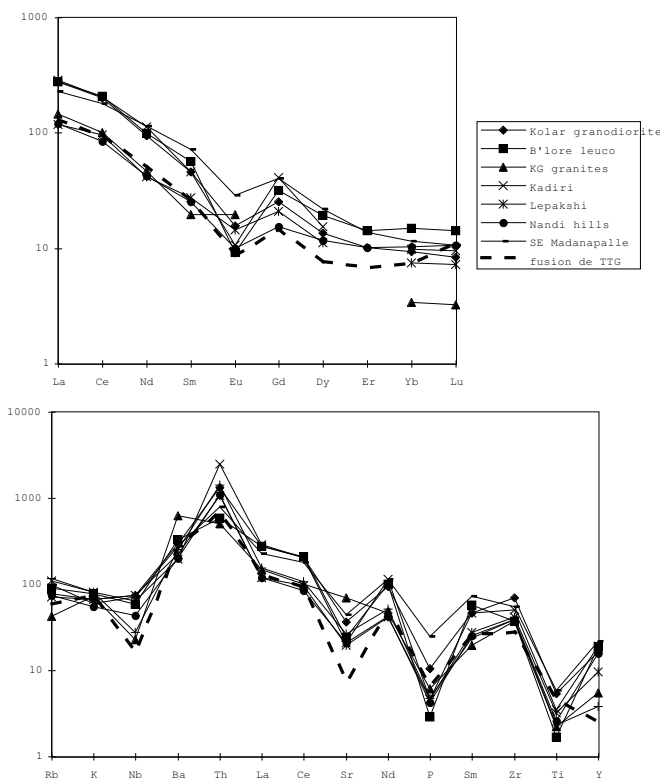 1000
100
10
1
La Ce Nd Sm Eu Gd Dy Er Yb Lu
Kolar granodiorite
B'lore leuco
KG granites
Kadiri
Lepakshi
Nandi hills
SE Madanapalle
fusion de TTG
10000
1000
100
10
1
Rb K Nb Ba Th La Ce Sr Nd P Sm Zr Ti Y